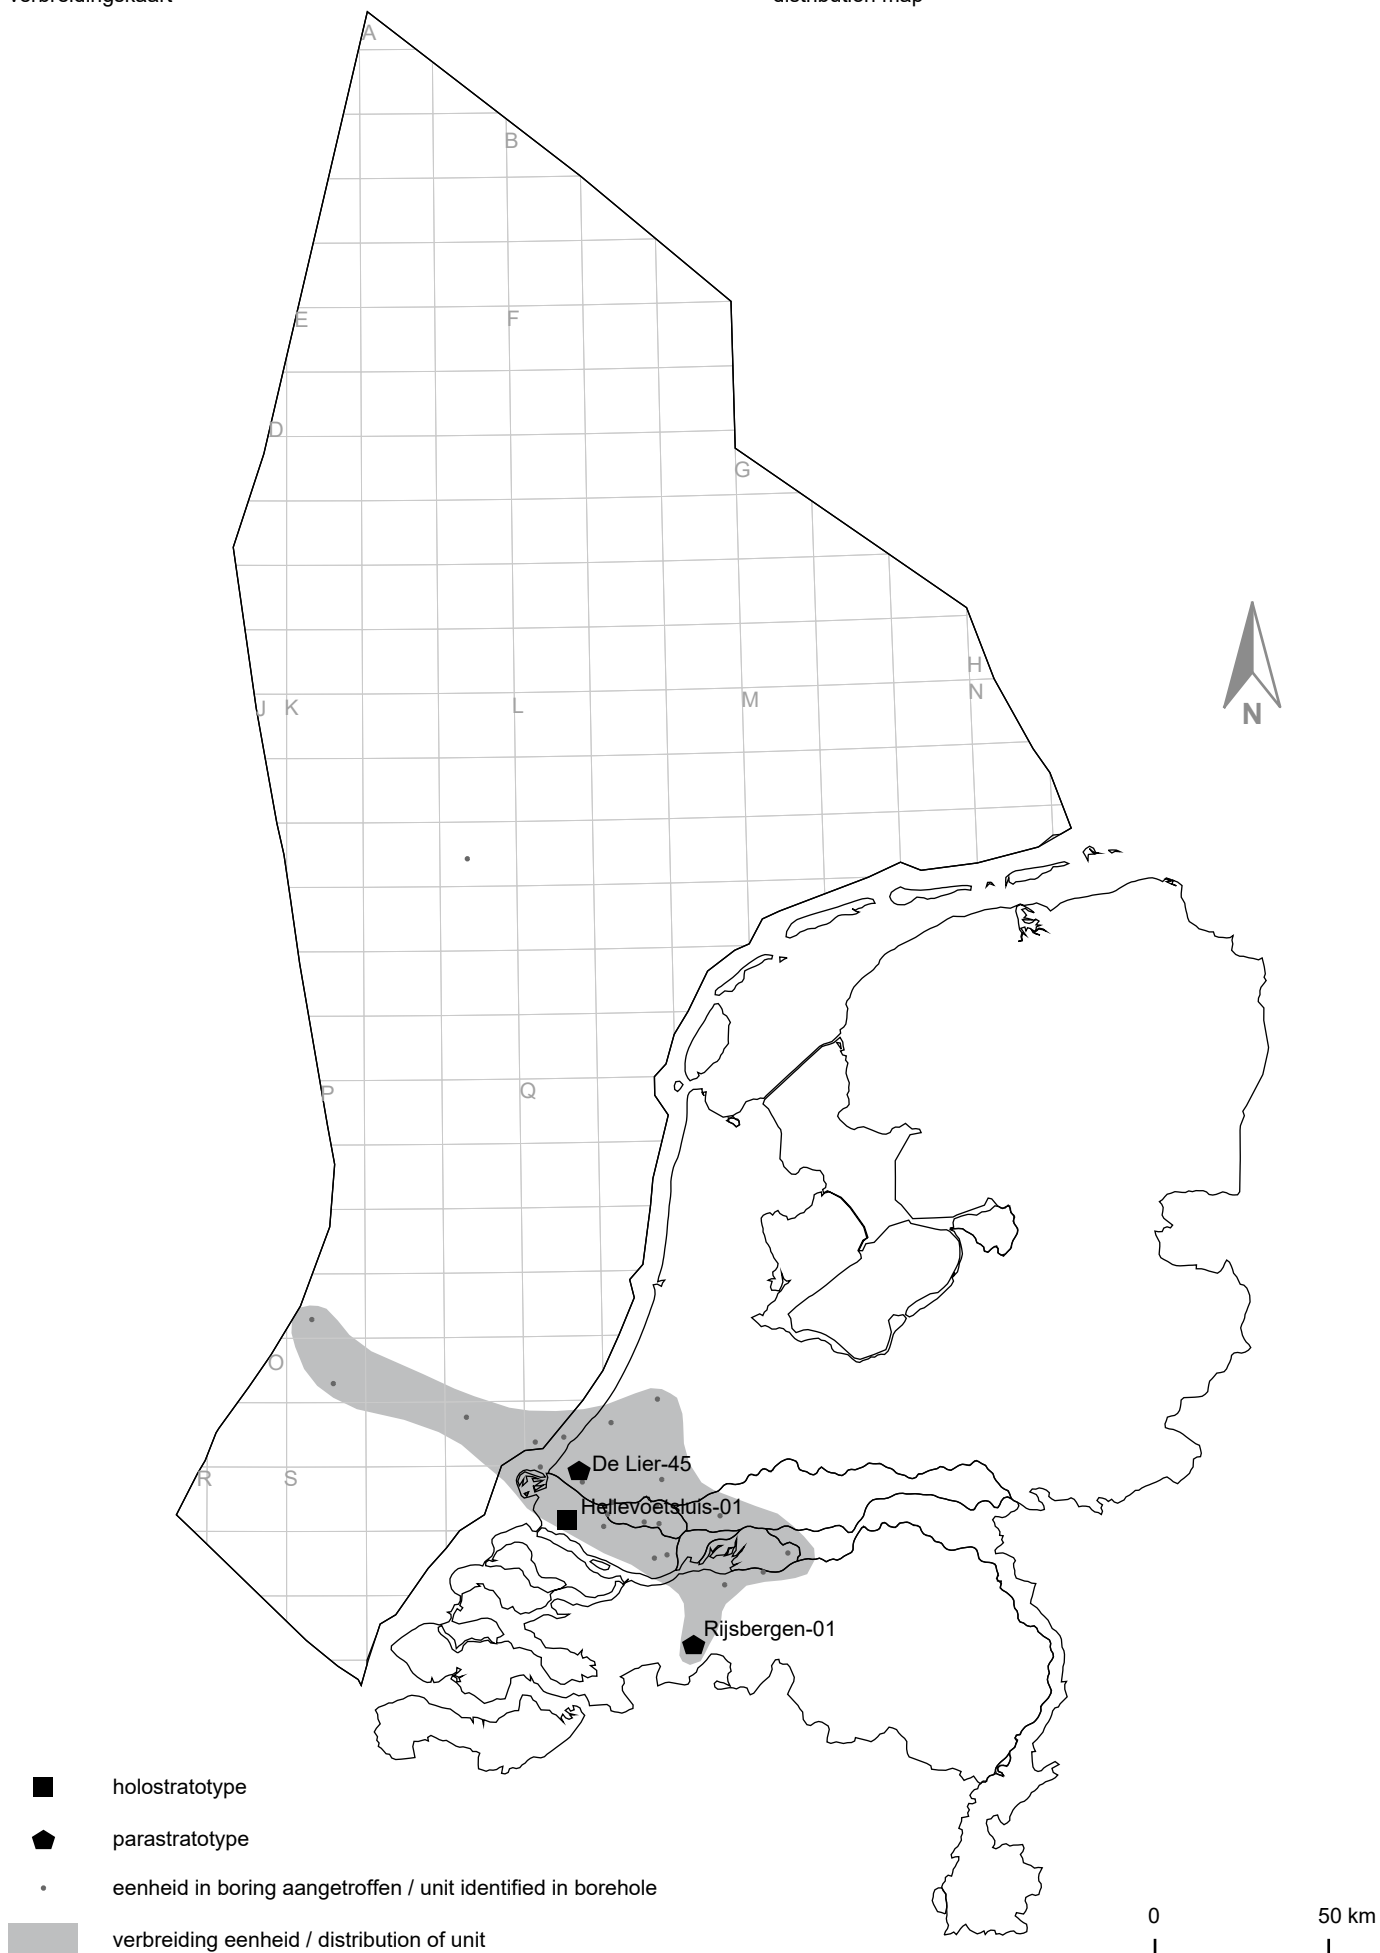 verbreidingskaart
distribution map
A
B
E
F
D
G
H
N
J
K
L
M
N
P
Q
O
De Lier-45
R
S
Hellevoetsluis-01
Rijsbergen-01
holostratotype
parastratotype
eenheid in boring aangetroffen / unit identified in borehole
0
50 km
verbreiding eenheid / distribution of unit